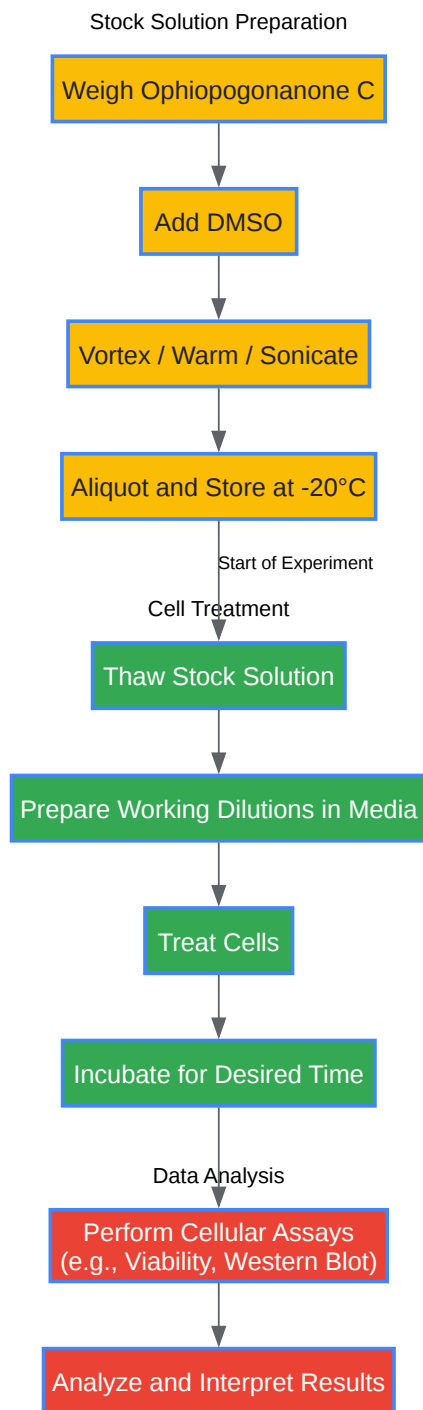 Stock Solution Preparation
Weigh Ophiopogonanone C
Add DMSO
Vortex / Warm / Sonicate
Aliquot and Store at -20°C
Start of Experiment
Cell Treatment
Thaw Stock Solution
Prepare Working Dilutions in Media
Treat Cells
Incubate for Desired Time
Data Analysis
Perform Cellular Assays
(e.g., Viability, Western Blot)
Analyze and Interpret Results